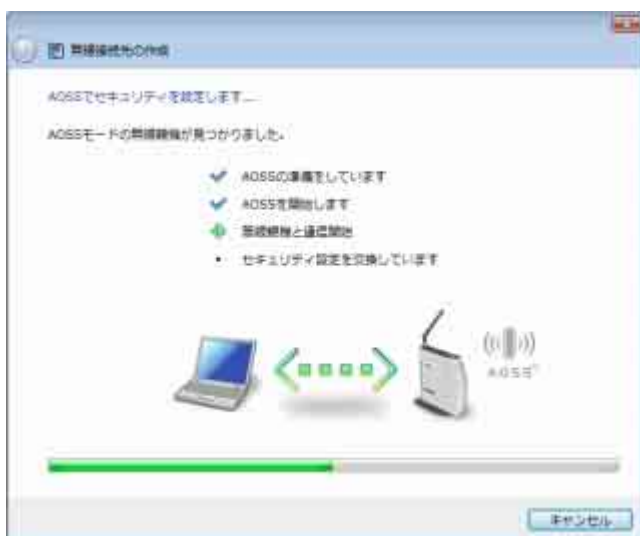 無線接続先の作成
AOSSでセキュリティを設定します...
AOSSモードの無線親機が見つかりました。
AOSSの準備をしています
AOSSを開始します
無線親機と通信開始
セキュリティ設定を交換しています
AOSS™
キャンセル